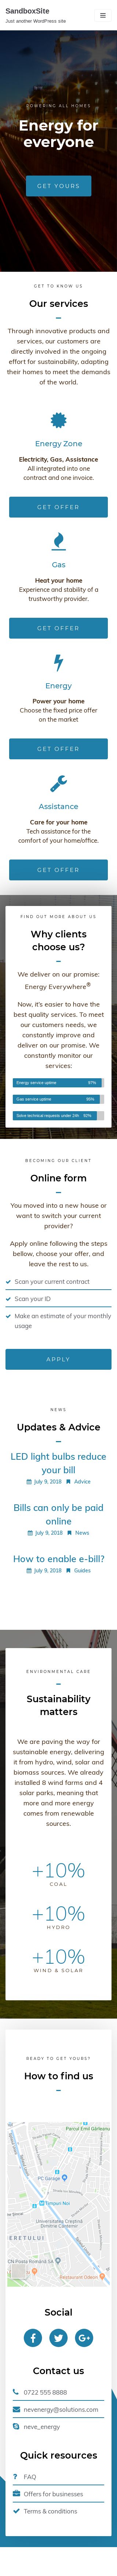 SandboxSite
Just another WordPress site
POWERING ALL HOMES
Energy for
everyone
GET YOURS
GET TO KNOW US
Our services
Through innovative products and
services, our customers are
directly involved in the ongoing
effort for sustainability, adapting
their homes to meet the demands
of the world.
Energy Zone
Electricity, Gas, Assistance
All integrated into one
contract and one invoice.
GET OFFER
Gas
Heat your home
Experience and stability of a
trustworthy provider.
GET OFFER
Energy
Power your home
Choose the fixed price offer
on the market
GET OFFER
Assistance
Care for your home
Tech assistance for the
comfort of your home/office.
GET OFFER
FIND OUT MORE ABOUT US
Why clients
choose us?
We deliver on our promise:
Energy Everywhere®
Now, it's easier to have the
best quality services. To meet
our customers needs, we
constantly improve and
deliver on our promise. We
constantly monitor our
services:
Energy service uptime 97%
Gas service uptime 95%
Solve technical requests under 24h 92%
BECOMING OUR CLIENT
Online form
You moved into a new house or
want to switch your current
provider?
Apply online following the steps
bellow, choose your offer, and
leave the rest to us.
Scan your current contract
Scan your ID
Make an estimate of your monthly
usage
APPLY
NEWS
Updates & Advice
LED light bulbs reduce
your bill
July 9, 2018 Advice
Bills can only be paid
online
July 9, 2018 News
How to enable e-bill?
July 9, 2018 Guides
ENVIRONMENTAL CARE
Sustainability
matters
We are paving the way for
sustainable energy, delivering
it from hydro, wind, solar and
biomass sources. We already
installed 8 wind farms and 4
solar parks, meaning that
more and more energy
comes from renewable
sources.
+10%
COAL
+10%
HYDRO
+10%
WIND & SOLAR
READY TO GET YOURS?
How to find us
Parcul Emil Gârleanu
PC Garage
Timpuri Noi
Universitatea Creștină
Dimitrie Cantemir
Social
Contact us
0722 555 8888
nevenergy@solutions.com
neve_energy
Quick resources
FAQ
Offers for businesses
Terms & conditions